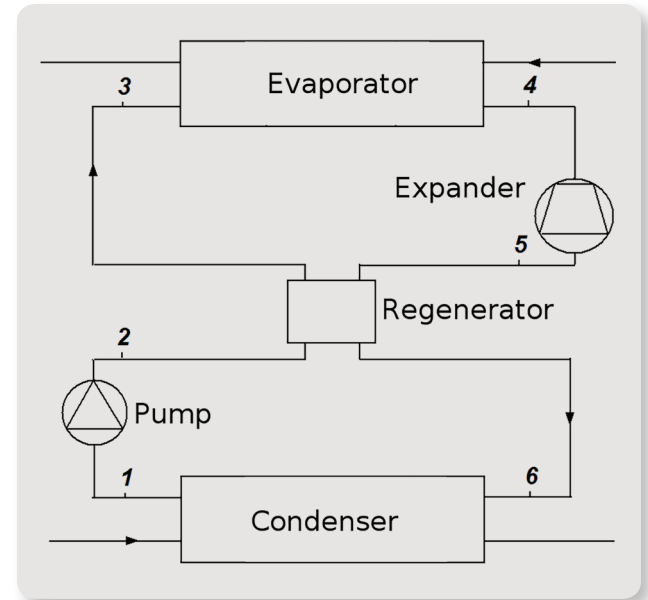 Evaporator
3
4
Expander
5
Regenerator
2
Pump
1
6
Condenser